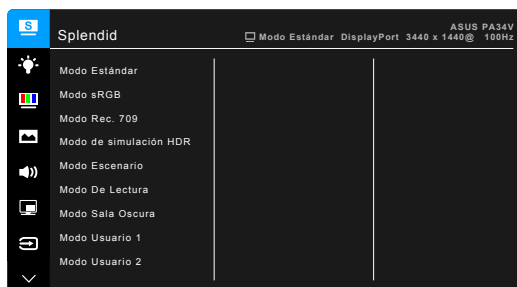 S
Splendid
ASUS PA34V
Modo Estándar DisplayPort 3440 x 1440@ 100Hz
Modo Estándar
Modo sRGB
Modo Rec. 709
Modo de simulación HDR
Modo Escenario
Modo De Lectura
Modo Sala Oscura
Modo Usuario 1
Modo Usuario 2